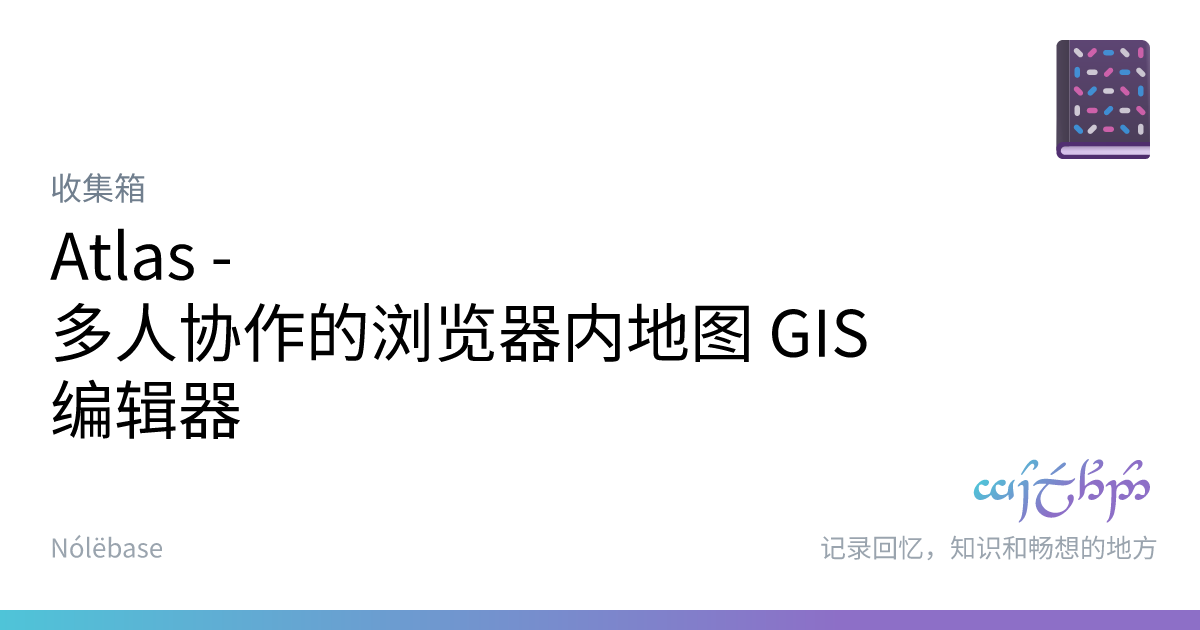 收集箱
Atlas -
多人协作的浏览器内地图 GIS
编辑器
Nólëbase
记录回忆，知识和畅想的地方